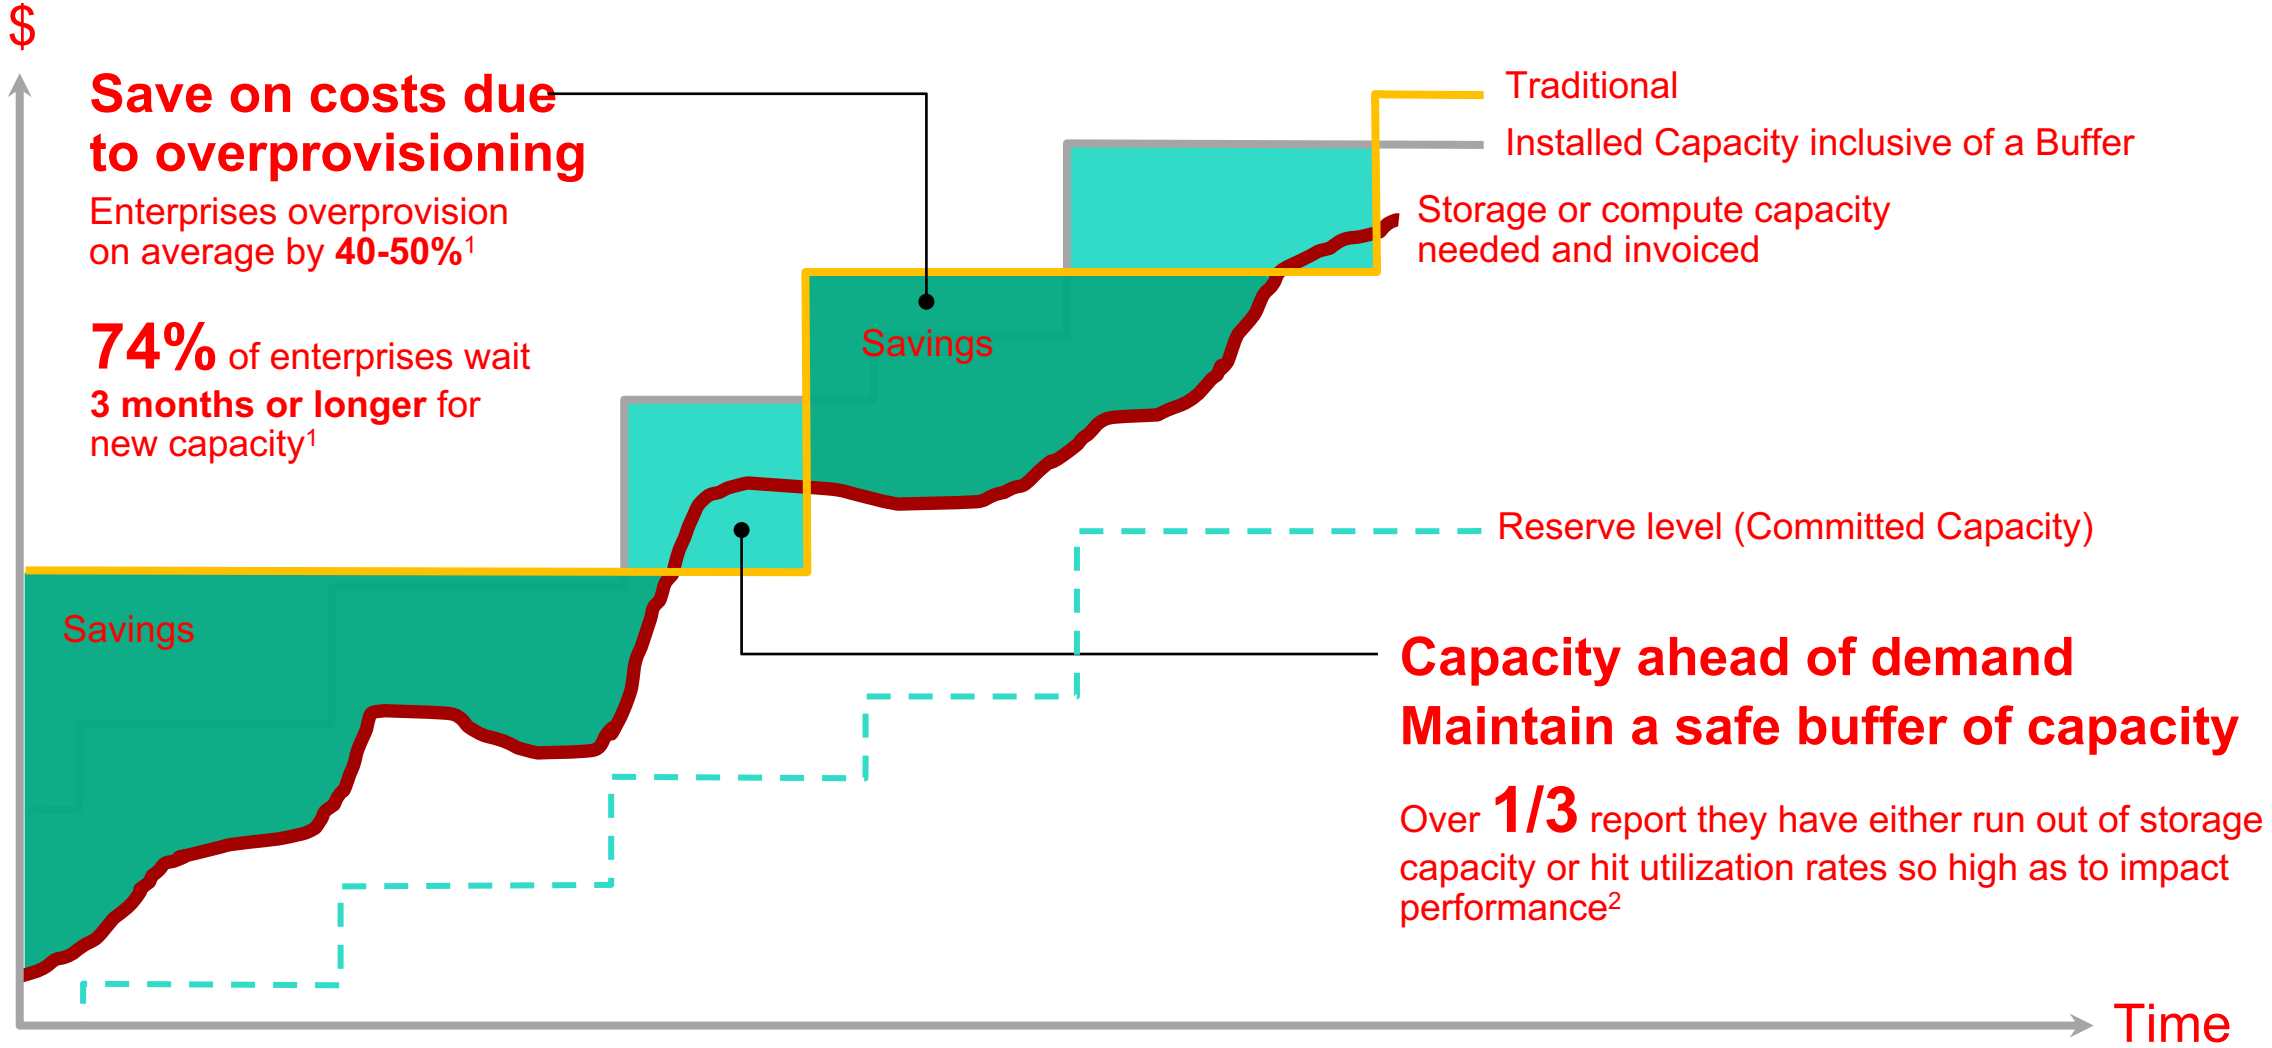 $
Save on costs due
to overprovisioning
Enterprises overprovision
on average by 40-50%¹
74% of enterprises wait
3 months or longer for
new capacity¹
Traditional
Installed Capacity inclusive of a Buffer
Storage or compute capacity
needed and invoiced
Savings
Reserve level (Committed Capacity)
Savings
Capacity ahead of demand
Maintain a safe buffer of capacity
Over 1/3 report they have either run out of storage
capacity or hit utilization rates so high as to impact
performance²
Time